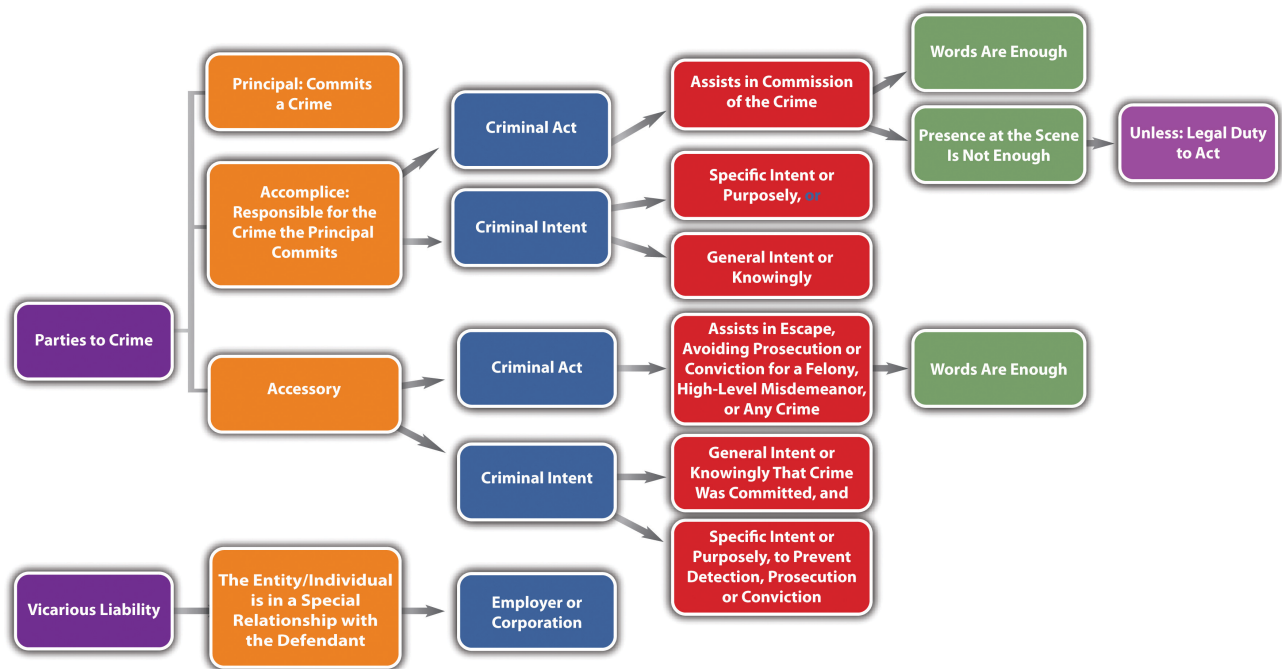 Principal: Commits
a Crime
Accomplice:
Responsible for the
Crime the Principal
Commits
Criminal Act
Criminal Intent
Assists in Commission
of the Crime
Words Are Enough
Presence at the Scene
Is Not Enough
Unless: Legal Duty
to Act
Specific Intent or
Purposely, or
General Intent or
Knowingly
Parties to Crime
Accessory
Criminal Act
Assists in Escape,
Avoiding Prosecution or
Conviction for a Felony,
High-Level Misdemeanor,
or Any Crime
Words Are Enough
Criminal Intent
General Intent or
Knowingly That Crime
Was Committed, and
Specific Intent or
Purposely, to Prevent
Detection, Prosecution
or Conviction
Vicarious Liability
The Entity/Individual
is in a Special
Relationship with
the Defendant
Employer or
Corporation